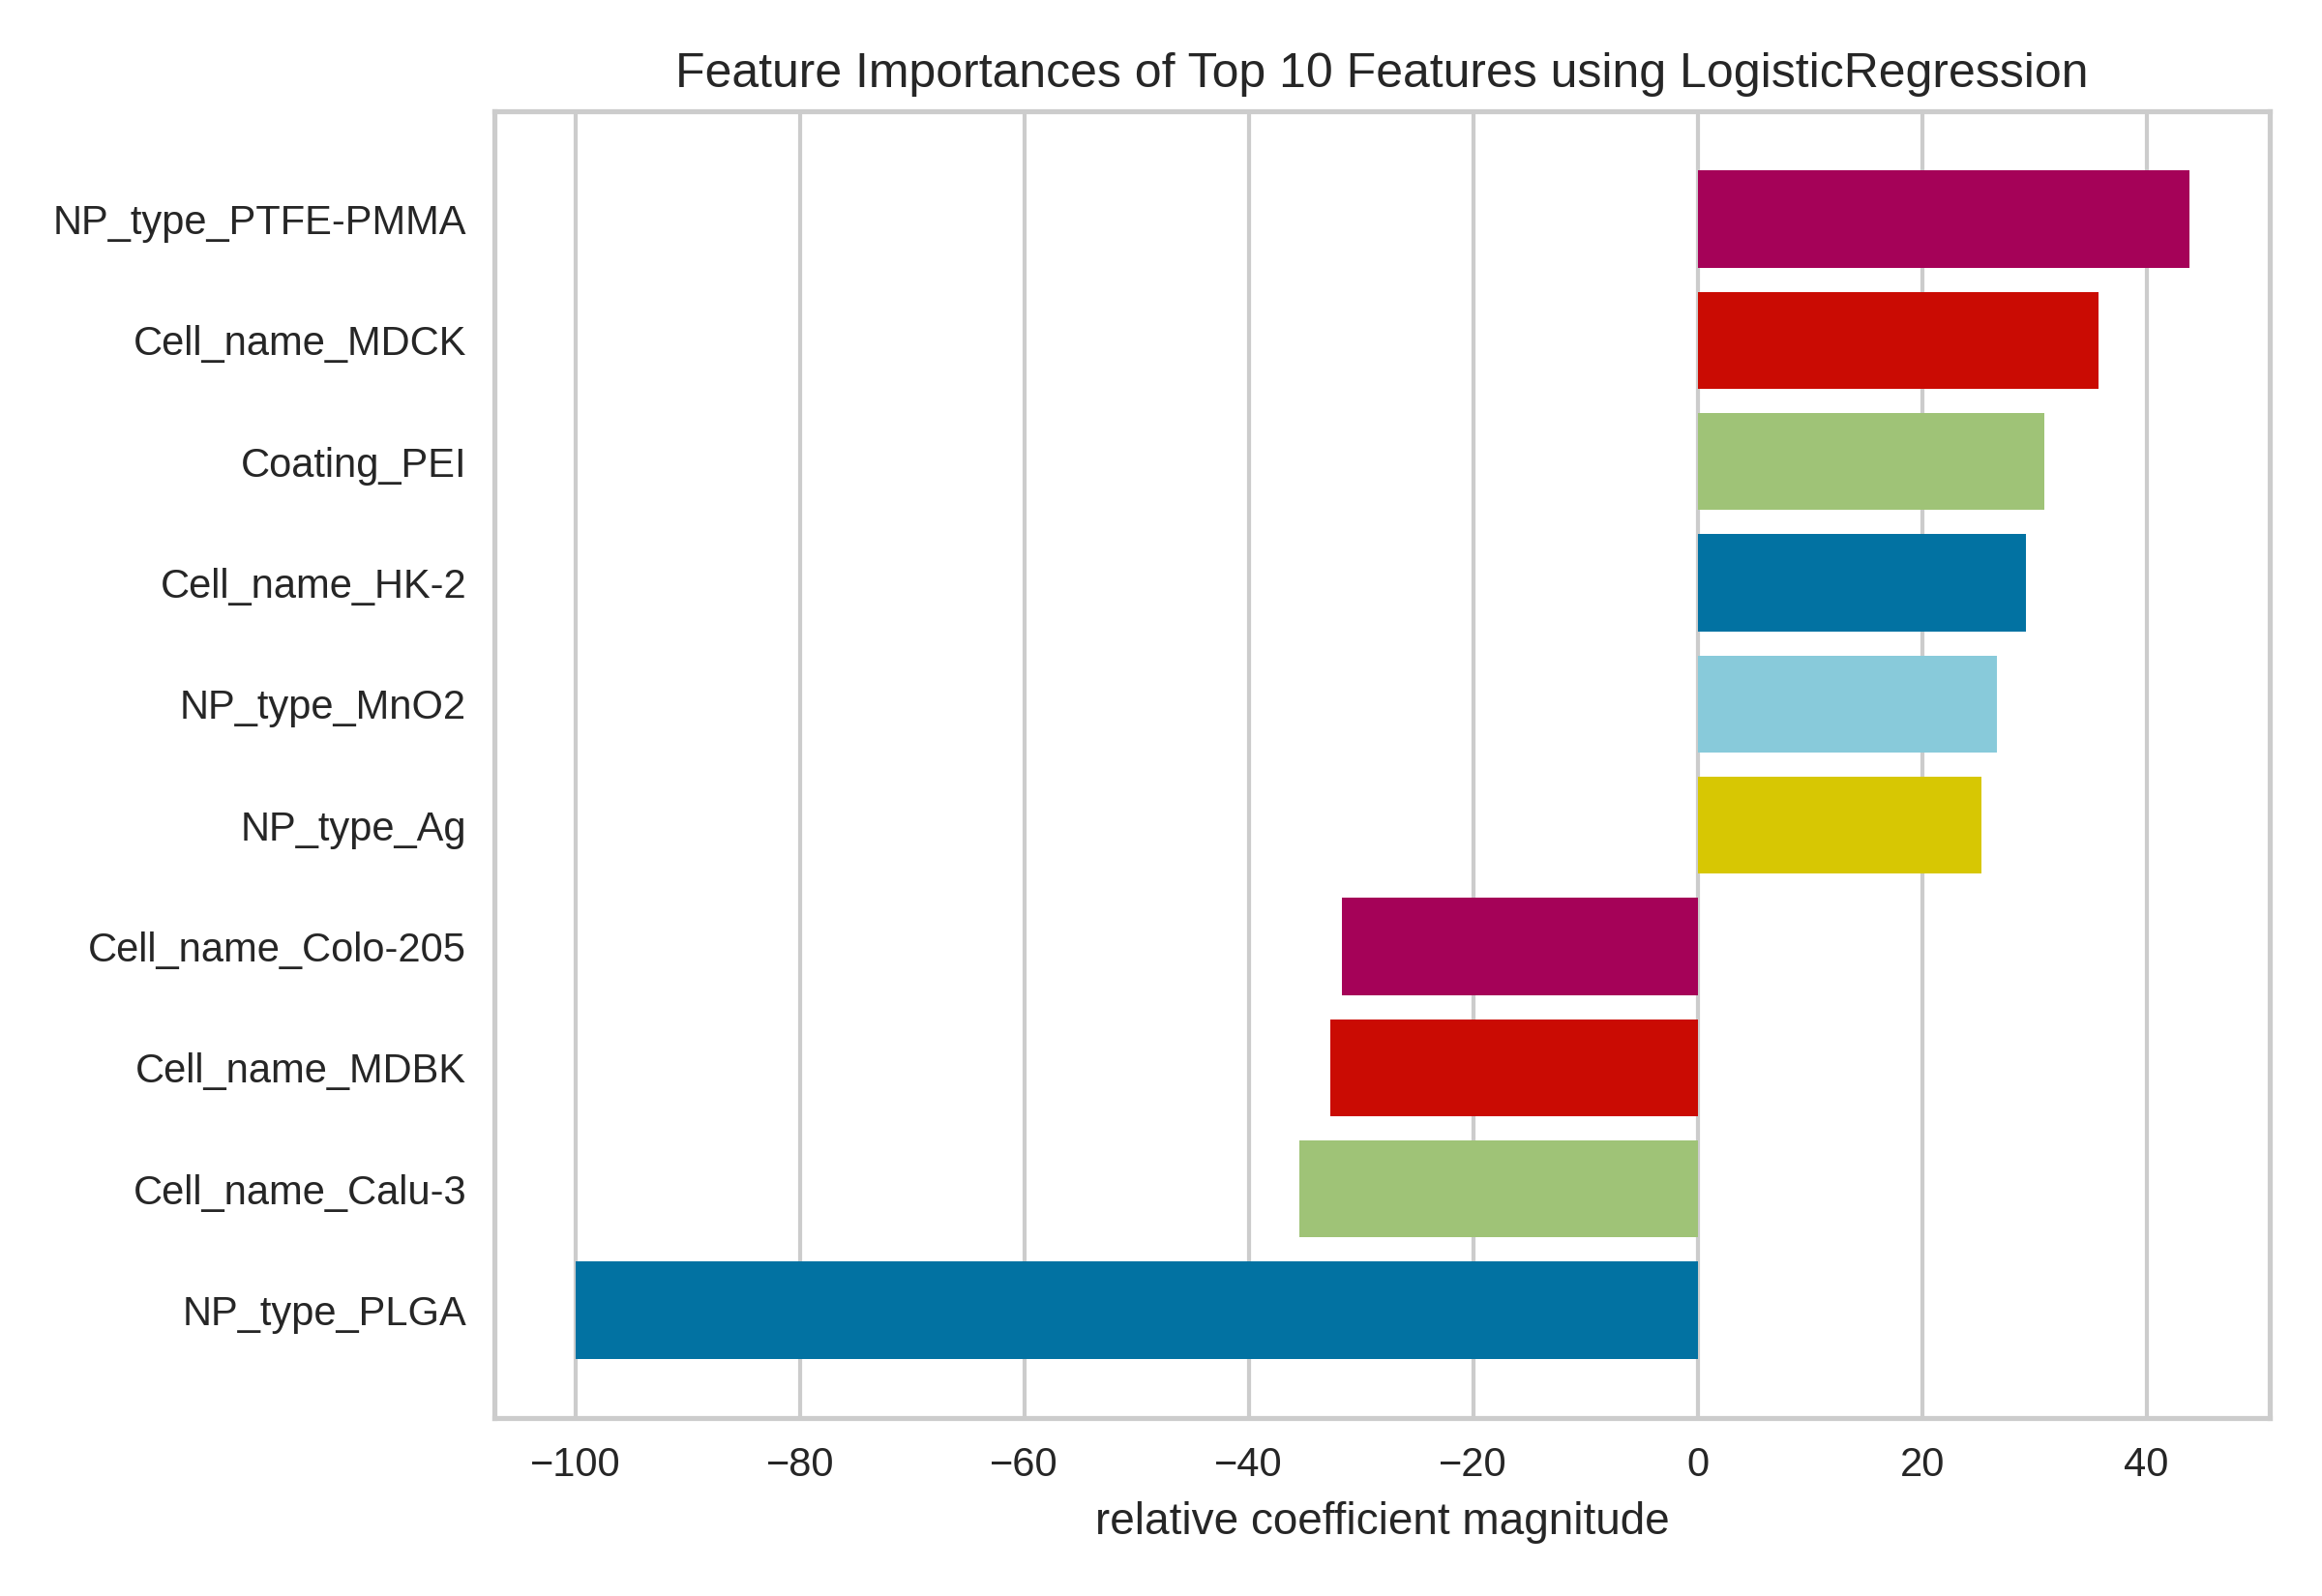 Feature Importances of Top 10 Features using LogisticRegression
NP_type_PTFE-PMMA
Cell_name_MDCK
Coating_PEI
Cell_name_HK-2
NP_type_MnO2
NP_type_Ag
Cell_name_Colo-205
Cell_name_MDBK
Cell_name_Calu-3
NP_type_PLGA
−100 −80 −60 −40 −20 0 20 40
relative coefficient magnitude